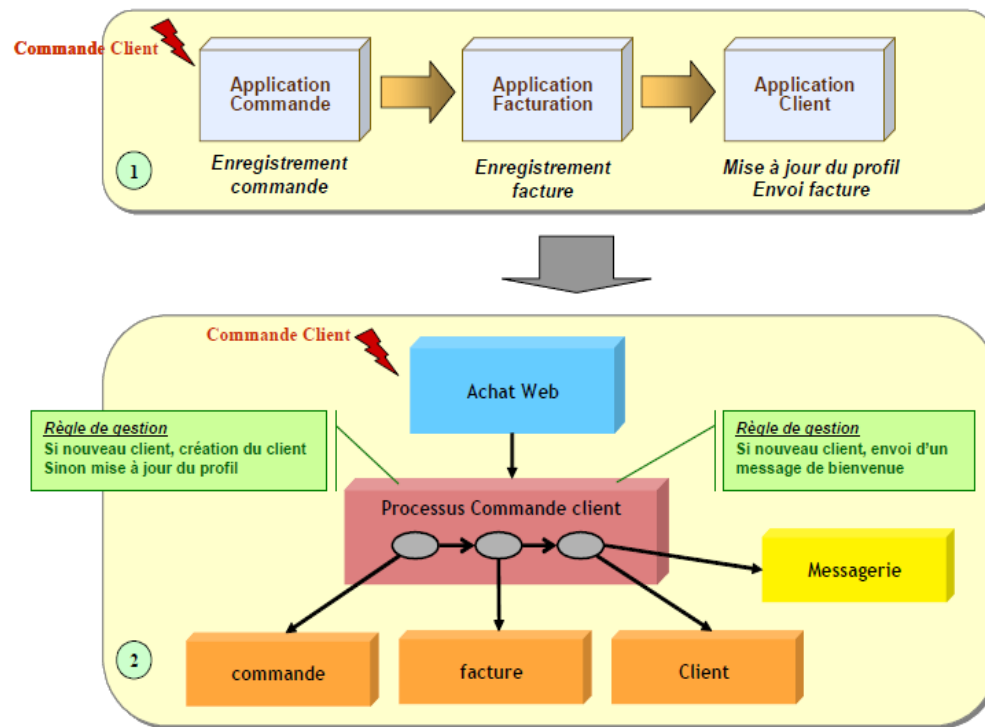 Commande Client
Application
Commande
Application
Facturation
Application
Client
Enregistrement
commande
Enregistrement
facture
Mise à jour du profil
Envoi facture
1
Commande Client
Achat Web
Règle de gestion
Si nouveau client, création du client
Sinon mise à jour du profil
Règle de gestion
Si nouveau client, envoi d'un
message de bienvenue
Processus Commande client
Messagerie
commande
facture
Client
2